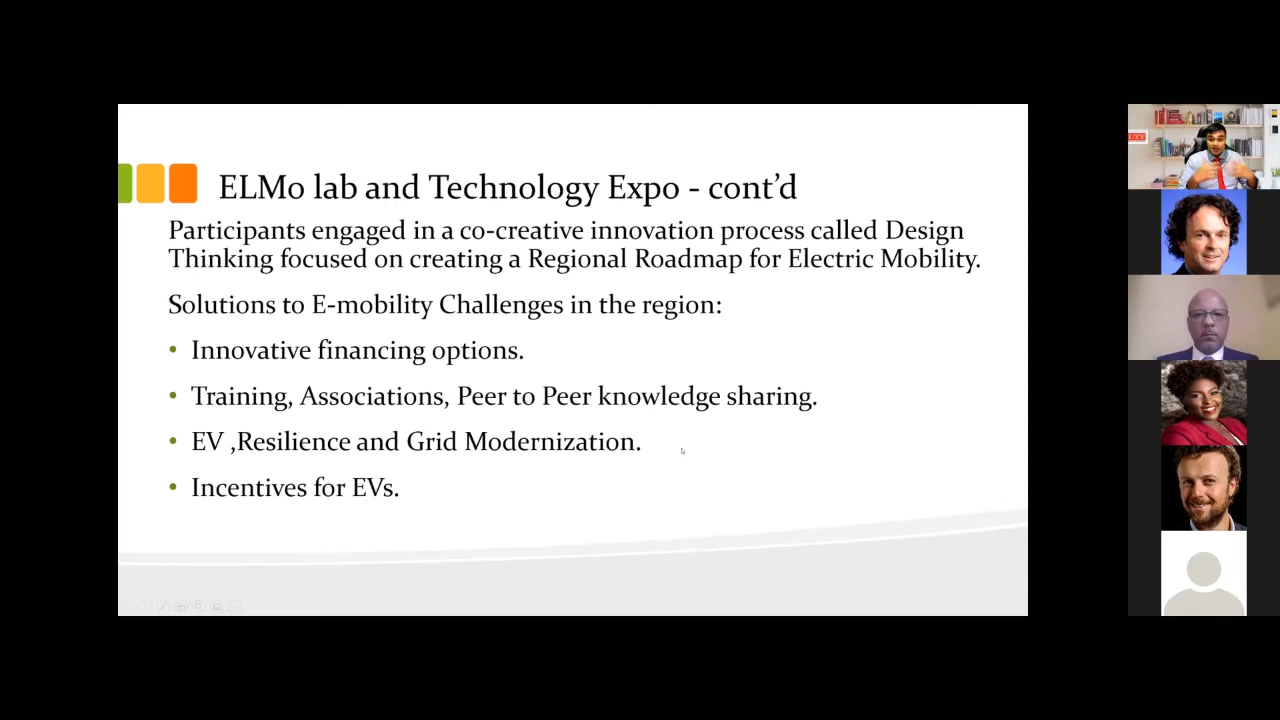 ELMo lab and Technology Expo - cont’d
Participants engaged in a co-creative innovation process called Design
Thinking focused on creating a Regional Roadmap for Electric Mobility.
Solutions to E-mobility Challenges in the region:
• Innovative financing options.
• Training, Associations, Peer to Peer knowledge sharing.
• EV ,Resilience and Grid Modernization.
• Incentives for EVs.